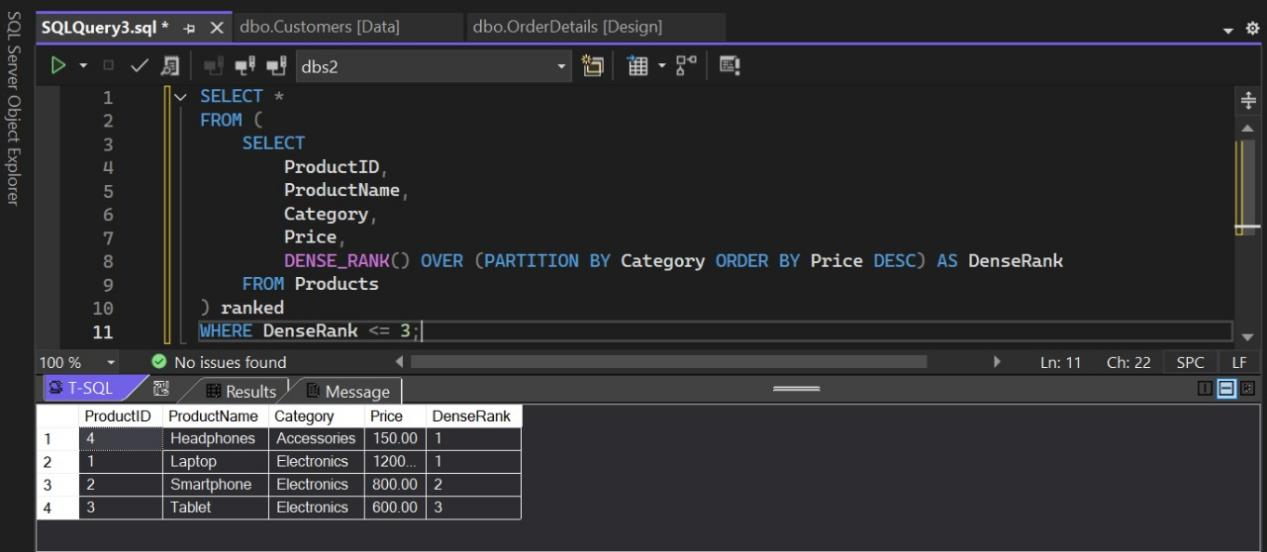 SQL Server Object Explorer
SQLQuery3.sql * dbo.Customers [Data] dbo.OrderDetails [Design]
dbs2
1 SELECT *
2 FROM (
3 SELECT
4 ProductID,
5 ProductName,
6 Category,
7 Price,
8 DENSE_RANK() OVER (PARTITION BY Category ORDER BY Price DESC) AS DenseRank
9 FROM Products
10 ) ranked
11 WHERE DenseRank <= 3;
100 % No issues found Ln: 11 Ch: 22 SPC LF
T-SQL Results Message
ProductID ProductName Category Price DenseRank
1 4 Headphones Accessories 150.00 1
2 1 Laptop Electronics 1200... 1
3 2 Smartphone Electronics 800.00 2
4 3 Tablet Electronics 600.00 3